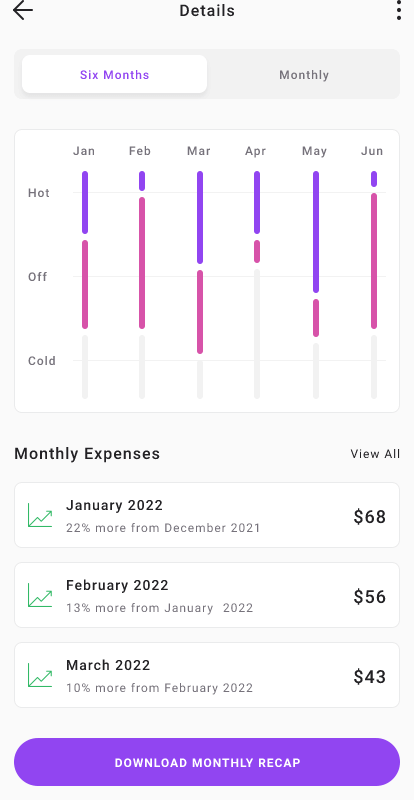 Details
Six Months Monthly
Jan Feb Mar Apr May Jun
Hot
Off
Cold
Monthly Expenses View All
January 2022
22% more from December 2021
$68
February 2022
13% more from January 2022
$56
March 2022
10% more from February 2022
$43
DOWNLOAD MONTHLY RECAP